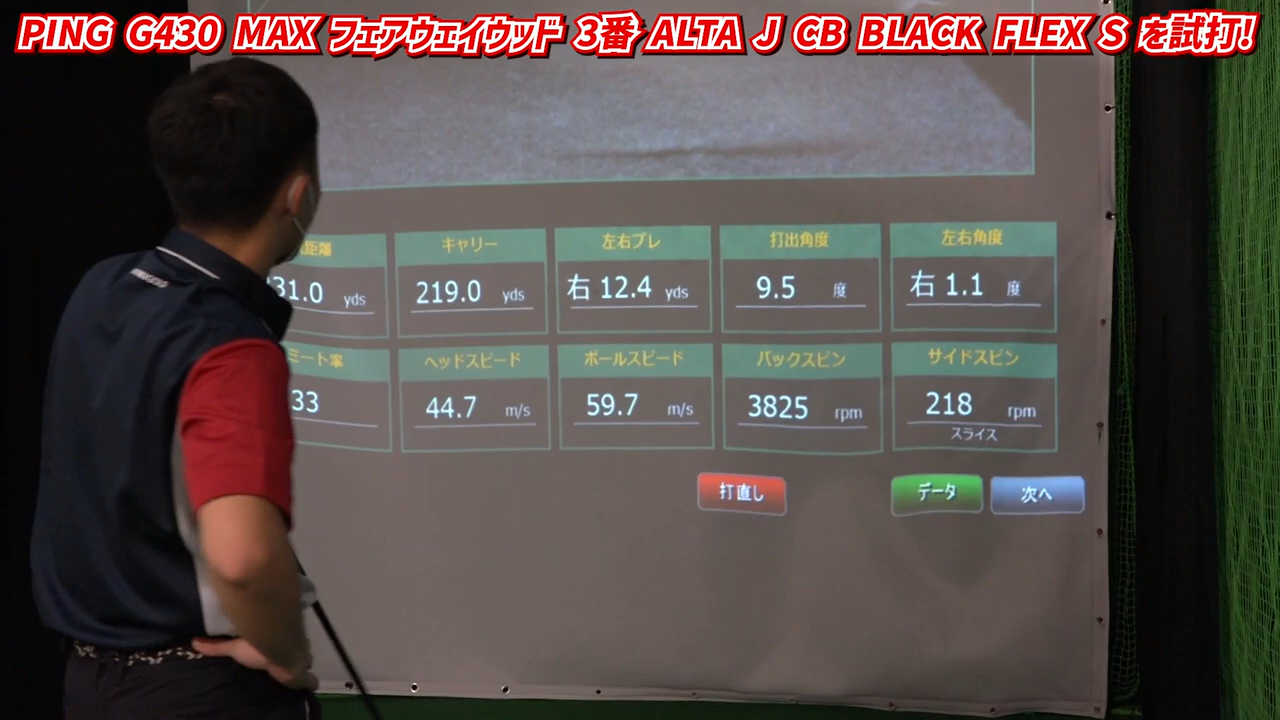 PING G430 MAX フェアウェイウッド 3番 ALTA J CB BLACK FLEX S を試打!
距離 キャリー 左右ブレ 打出角度 左右角度
31.0 yds 219.0 yds 右 12.4 yds 9.5 度 右 1.1 度
ミート率 ヘッドスピード ボールスピード バックスピン サイドスピン
33 44.7 m/s 59.7 m/s 3825 rpm 218 rpm
スライス
打直し データ 次へ